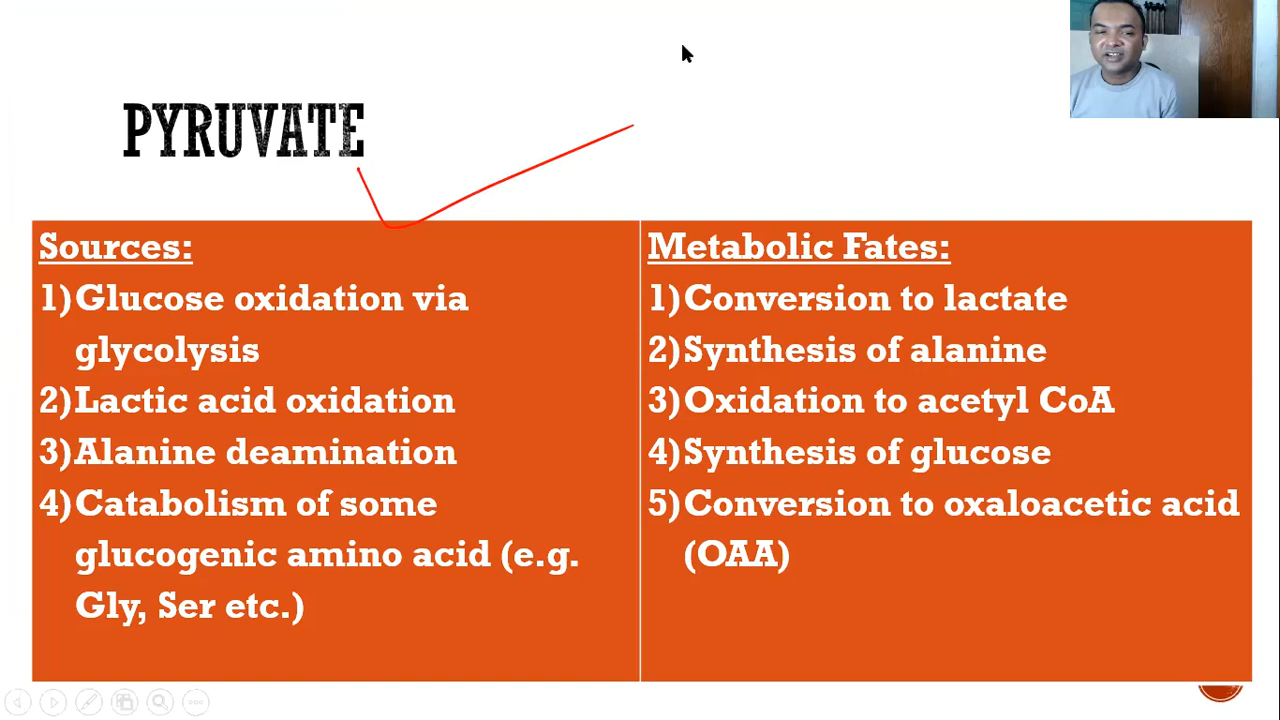 PYRUVATE
Sources:
1)Glucose oxidation via
glycolysis
2)Lactic acid oxidation
3)Alanine deamination
4)Catabolism of some
glucogenic amino acid (e.g.
Gly, Ser etc.)
Metabolic Fates:
1)Conversion to lactate
2)Synthesis of alanine
3)Oxidation to acetyl CoA
4)Synthesis of glucose
5)Conversion to oxaloacetic acid
(OAA)